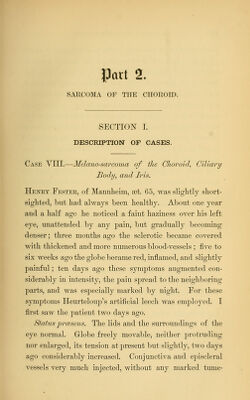 Part 2.
SARCOMA OF THE CHOROID.
SECTION I.
DESCRIPTION OF CASES.
CASE VIII.—Melano-sarcoma of the Choroid, Ciliary
Body, and Iris.
HENRY FESTER, of Mannheim, æt. 65, was slightly short-
sighted, but had always been healthy. About one year
and a half ago he noticed a faint haziness over his left
eye, unattended by any pain, but gradually becoming
denser; three months ago the sclerotic became covered
with thickened and more numerous blood-vessels; five to
six weeks ago the globe became red, inflamed, and slightly
painful; ten days ago these symptoms augmented con-
siderably in intensity, the pain spread to the neighboring
parts, and was especially marked by night. For these
symptoms Heurteloup's artificial leech was employed. I
first saw the patient two days ago.
Status præsens. The lids and the surroundings of the
eye normal. Globe freely movable, neither protruding
nor enlarged, its tension at present but slightly, two days
ago considerably increased. Conjunctiva and episcleral
vessels very much injected, without any marked tume-